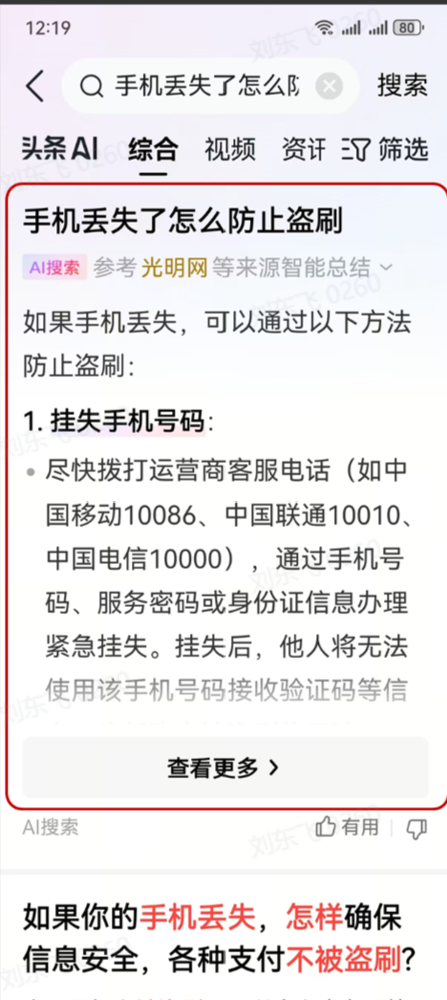 12:19
80
手机丢失了怎么防
搜索
头条AI 综合 视频 资讯 筛选
手机丢失了怎么防止盗刷
AI搜索 参考 光明网 等来源智能总结
如果手机丢失，可以通过以下方法
防止盗刷：
1. 挂失手机号码：
尽快拨打运营商客服电话（如中
国移动10086、中国联通10010、
中国电信10000），通过手机号
码、服务密码或身份证信息办理
紧急挂失。挂失后，他人将无法
使用该手机号码接收验证码等信
查看更多
AI搜索 有用
如果你的手机丢失，怎样确保
信息安全，各种支付不被盗刷？
刘东飞 0260